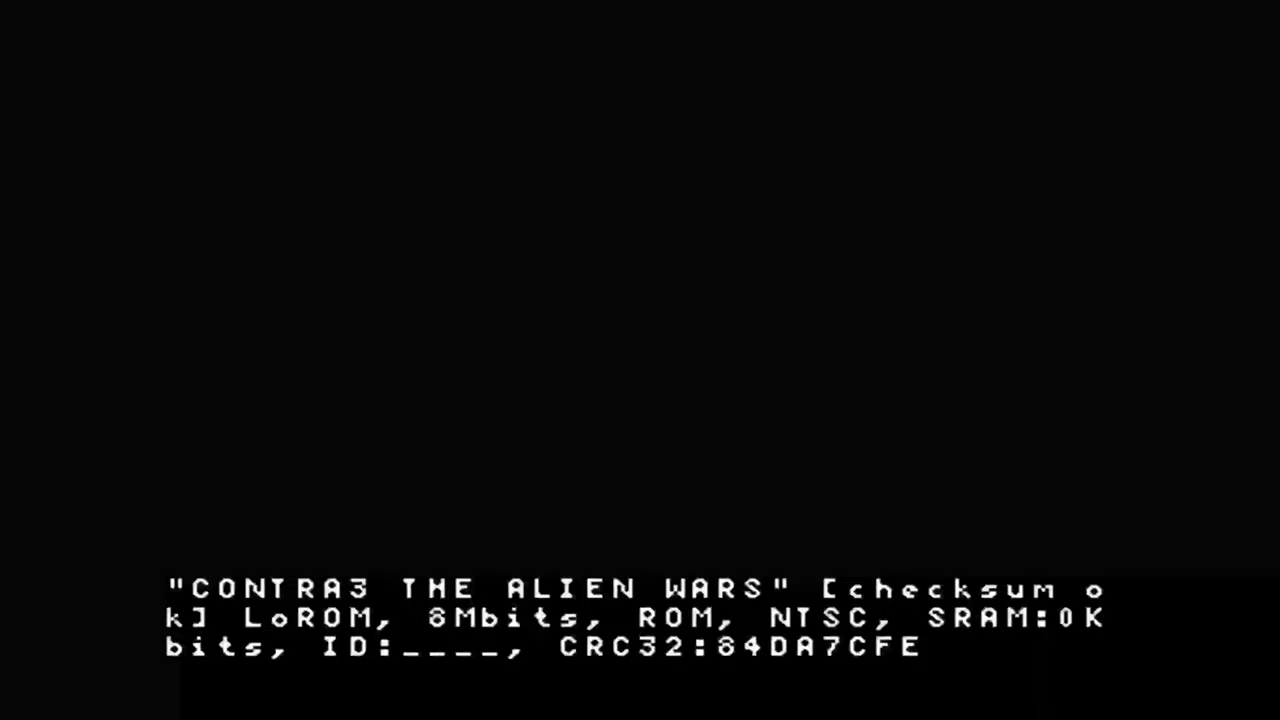 "CONTRA3 THE ALIEN WARS" [checksum o
k] LoROM, 8Mbits, ROM, NTSC, SRAM:0K
bits, ID:____, CRC32:84DA7CFE